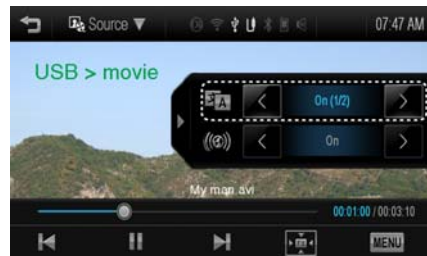 Source ▼ 07:47 AM
USB > movie
A
< On (1/2) >
< On >
My man avi
00:01:00 / 00:03:10
MENU